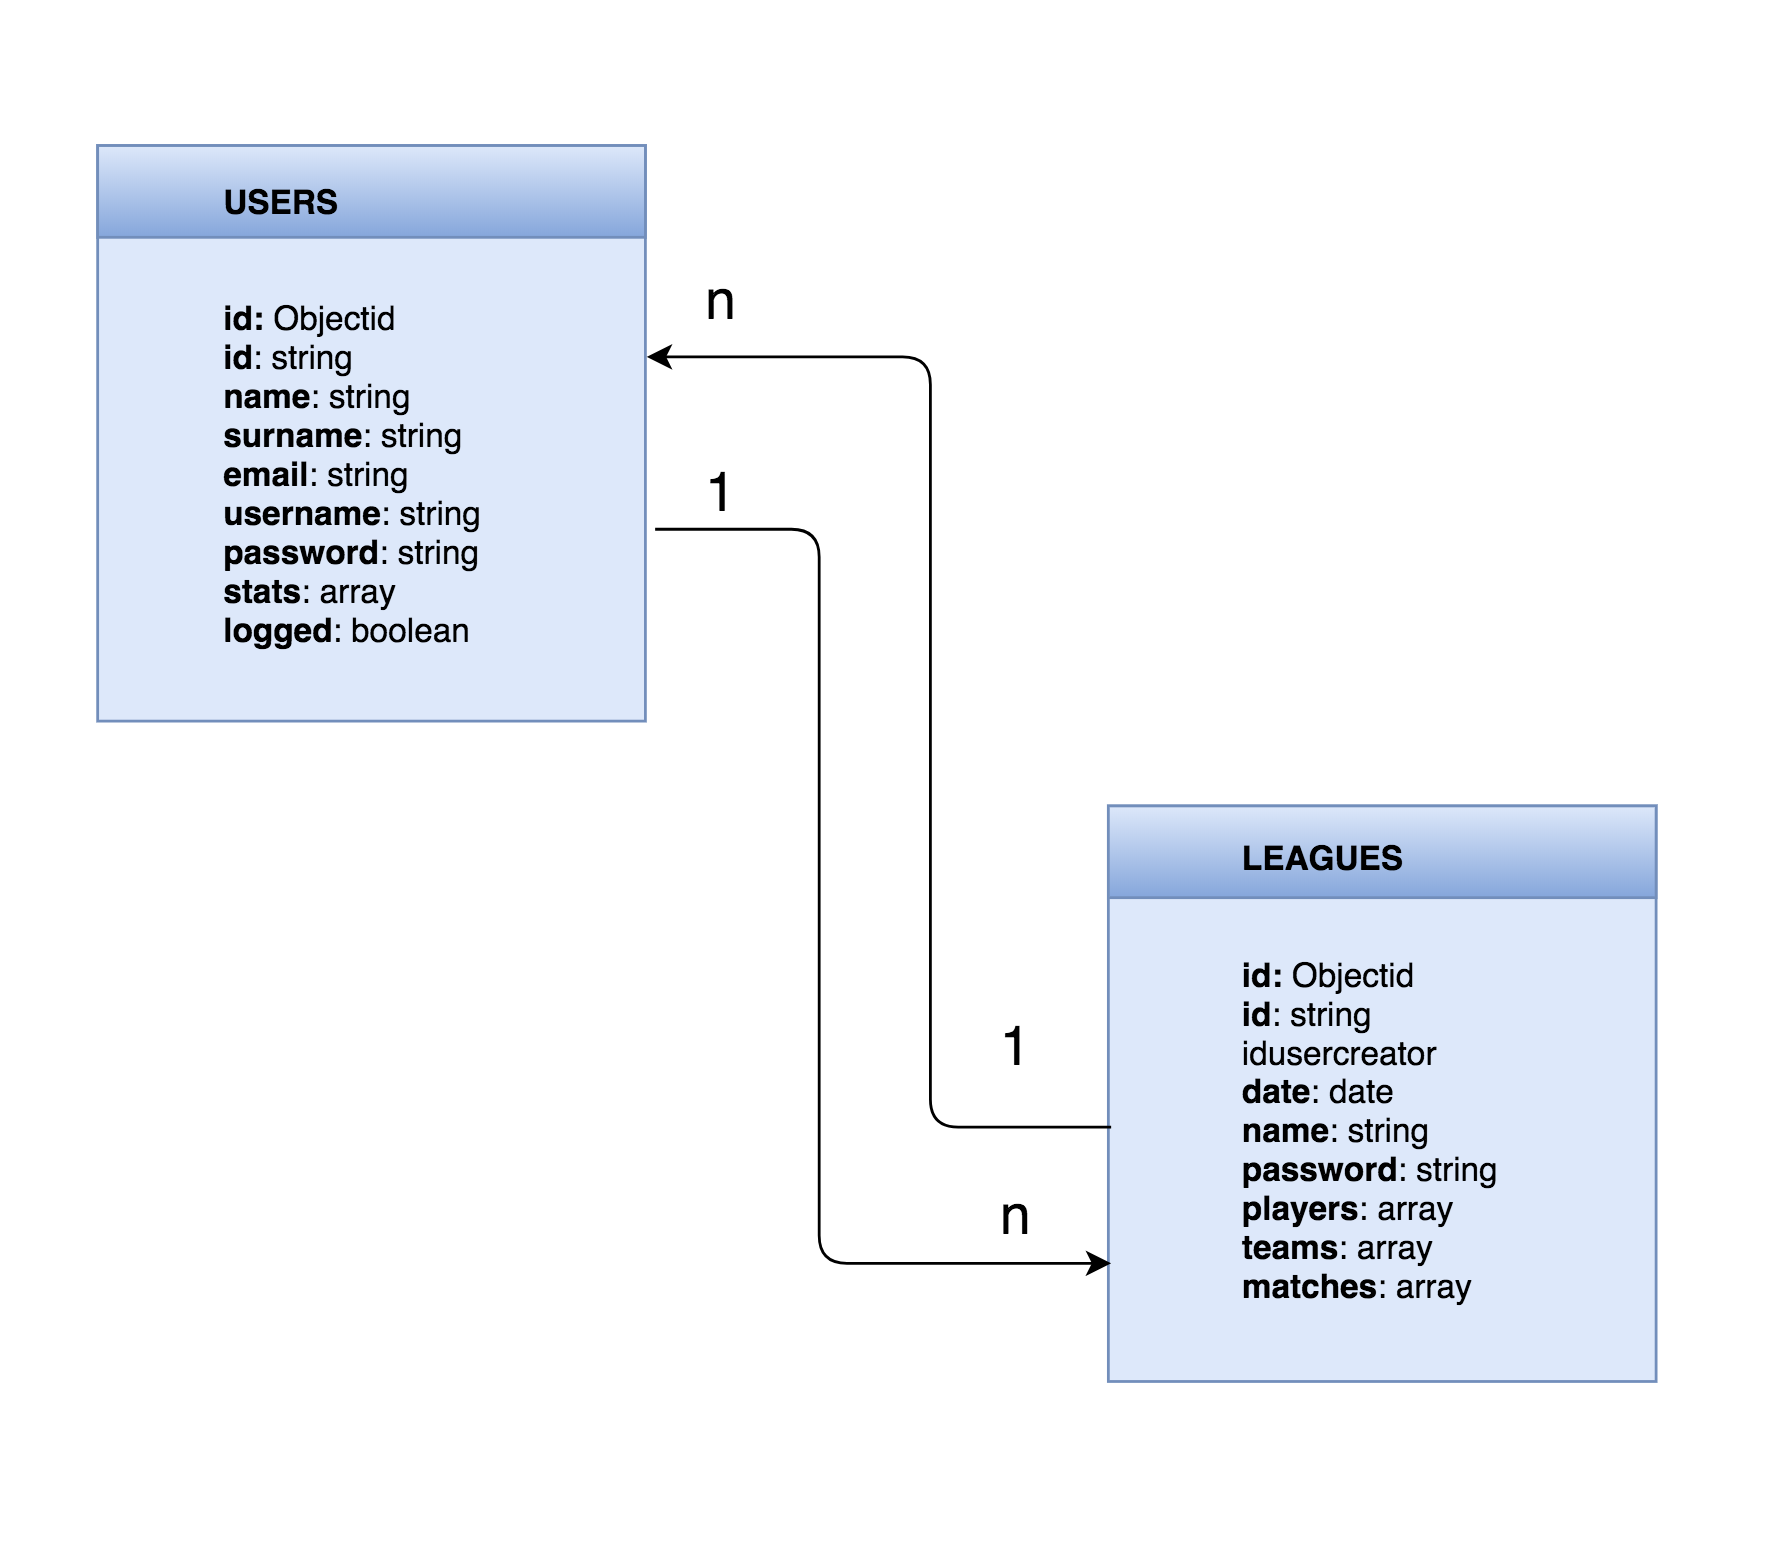 USERS
id: Objectid
id: string
name: string
surname: string
email: string
username: string
password: string
stats: array
logged: boolean
n
1
1
n
LEAGUES
id: Objectid
id: string
idusercreator
date: date
name: string
password: string
players: array
teams: array
matches: array